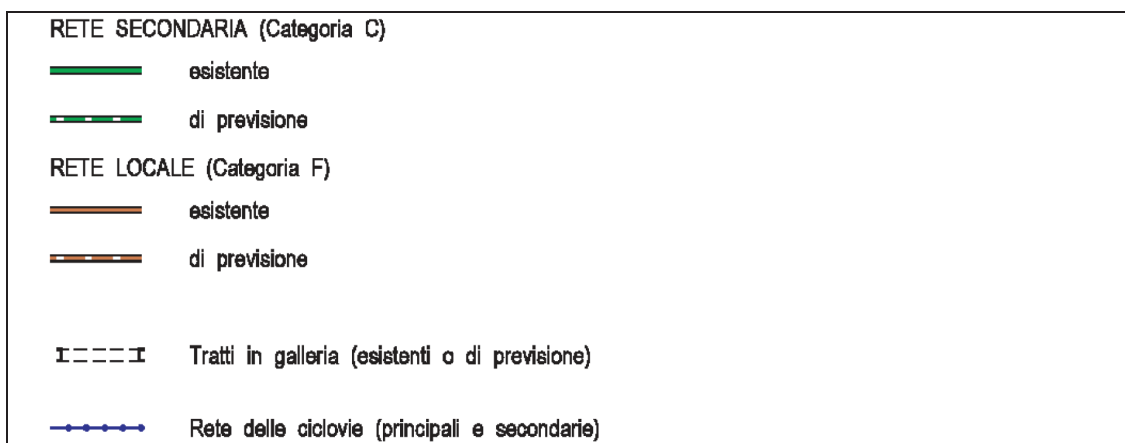 RETE SECONDARIA (Categoria C)
esistente
di previsione
RETE LOCALE (Categoria F)
esistente
di previsione
Tratti in galleria (esistenti o di previsione)
Rete delle ciclovie (principali e secondarie)